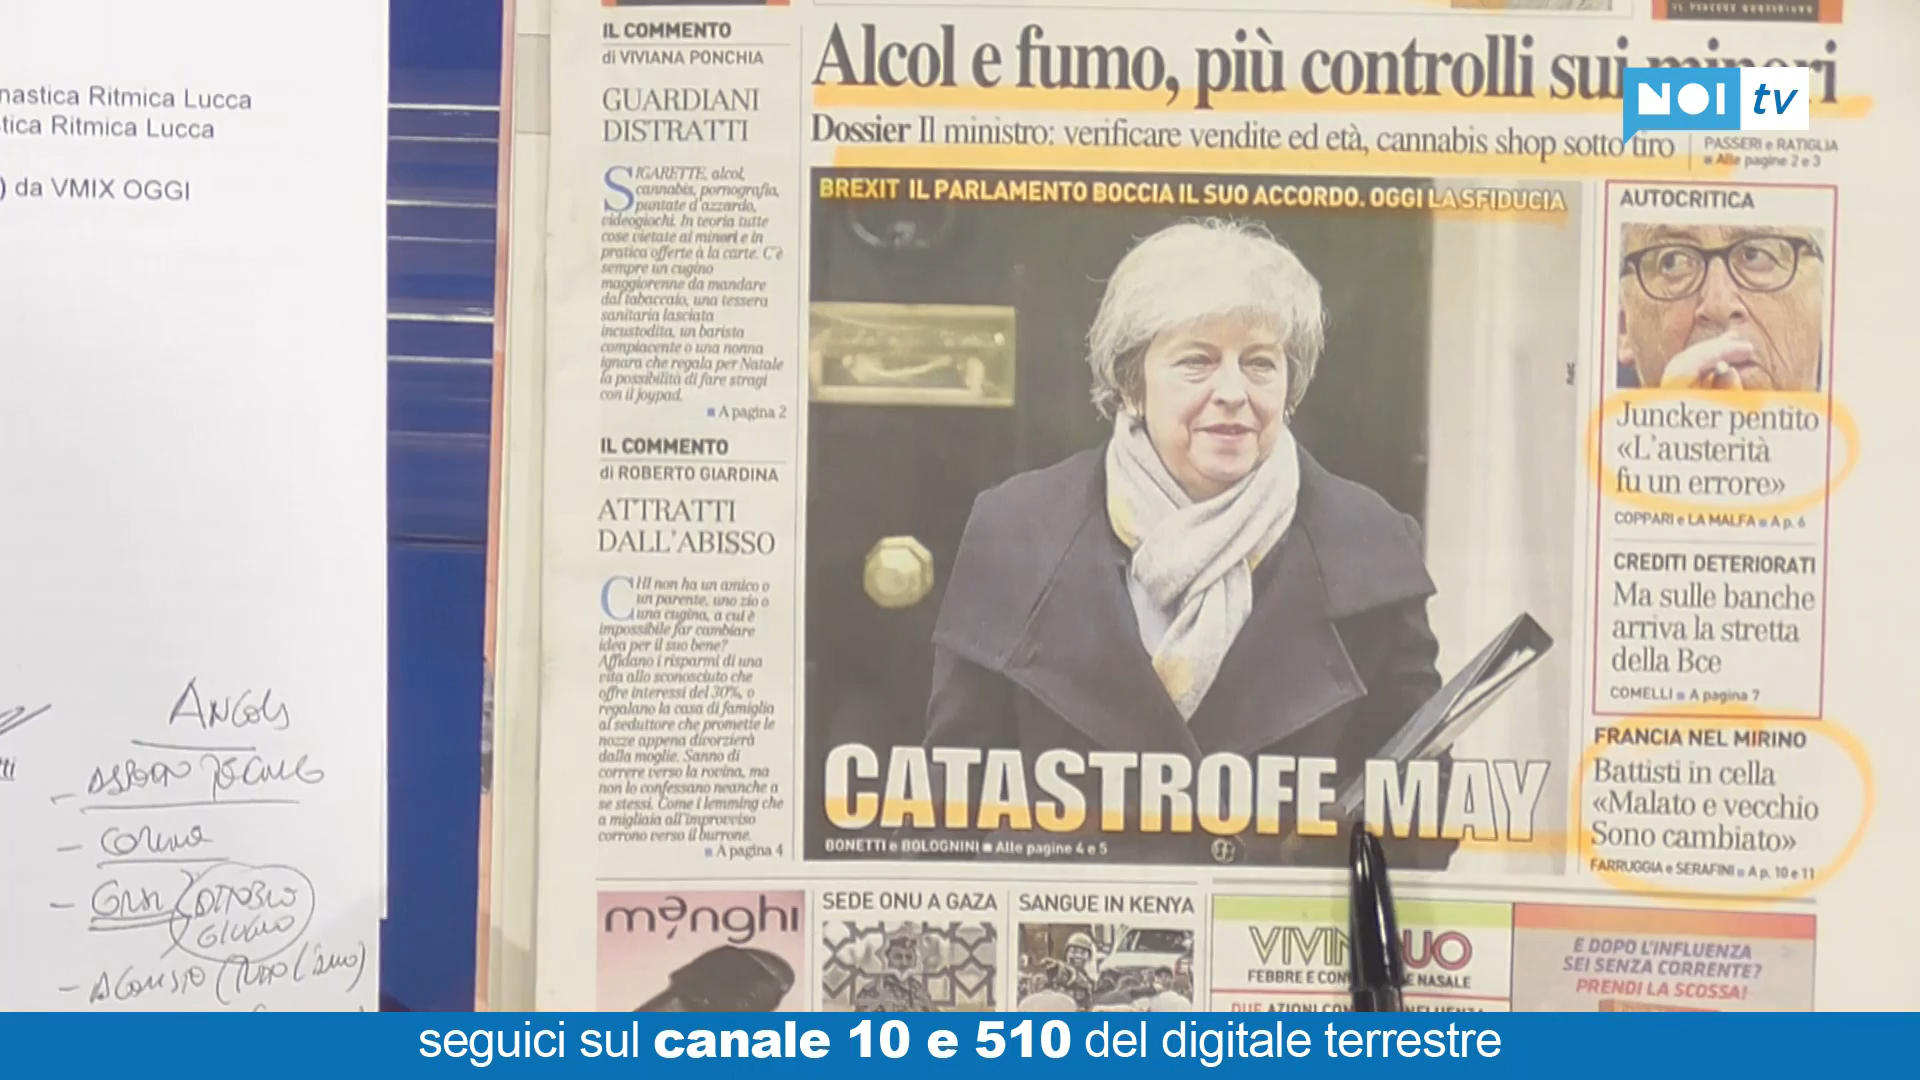 nastica Ritmica Lucca
tica Ritmica Lucca
) da VMIX OGGI
IL COMMENTO
di VIVIANA PONCHIA
GUARDIANI
DISTRATTI
SIGARETTE, alcol,
cannabis, pornografia,
puntate d'azzardo,
videogiochi. In teoria tutte
cose vietate ai minori e in
pratica offerte à la carte. C'è
sempre un cugino
maggiorenne da mandare
dal tabaccaio, una tessera
sanitaria lasciata
incustodita, un barista
compiacente o una nonna
ignara che regala per Natale
la possibilità di fare stragi
con il joypad.
■ A pagina 2
IL COMMENTO
di ROBERTO GIARDINA
ATTRATTI
DALL'ABISSO
CHI non ha un amico o
un parente, uno zio o
una cugina, a cui è
impossibile far cambiare
idea per il suo bene?
Affidano i risparmi di una
vita allo sconosciuto che
offre interessi del 30%, o
regalano la casa di famiglia
al seduttore che promette le
nozze appena divorzierà
dalla moglie. Sanno di
correre verso la rovina, ma
non lo confessano neanche a
se stessi. Come i lemming che
a migliaia all'improvviso
corrono verso il burrone.
■ A pagina 4
Alcol e fumo, più controlli sui minori
Dossier Il ministro: verificare vendite ed età, cannabis shop sotto tiro
PASSERI e RATIGLIA
■ Alle pagine 2 e 3
NOI tv
BREXIT IL PARLAMENTO BOCCIA IL SUO ACCORDO. OGGI LA SFIDUCIA
CATASTROFE MAY
BONETTI e BOLOGNINI ■ Alle pagine 4 e 5
AUTOCRITICA
Juncker pentito
«L'austerità
fu un errore»
COPPARI e LA MALFA ■ A p. 6
CREDITI DETERIORATI
Ma sulle banche
arriva la stretta
della Bce
COMELLI ■ A pagina 7
FRANCIA NEL MIRINO
Battisti in cella
«Malato e vecchio
Sono cambiato»
FARRUGGIA e SERAFINI ■ A p. 10 e 11
menghi
SEDE ONU A GAZA
SANGUE IN KENYA
VIVIN UO
FEBBRE E CON E NASALE
DUE AZIONI CON
E DOPO L'INFLUENZA
SEI SENZA CORRENTE?
PRENDI LA SCOSSA!
seguici sul canale 10 e 510 del digitale terrestre